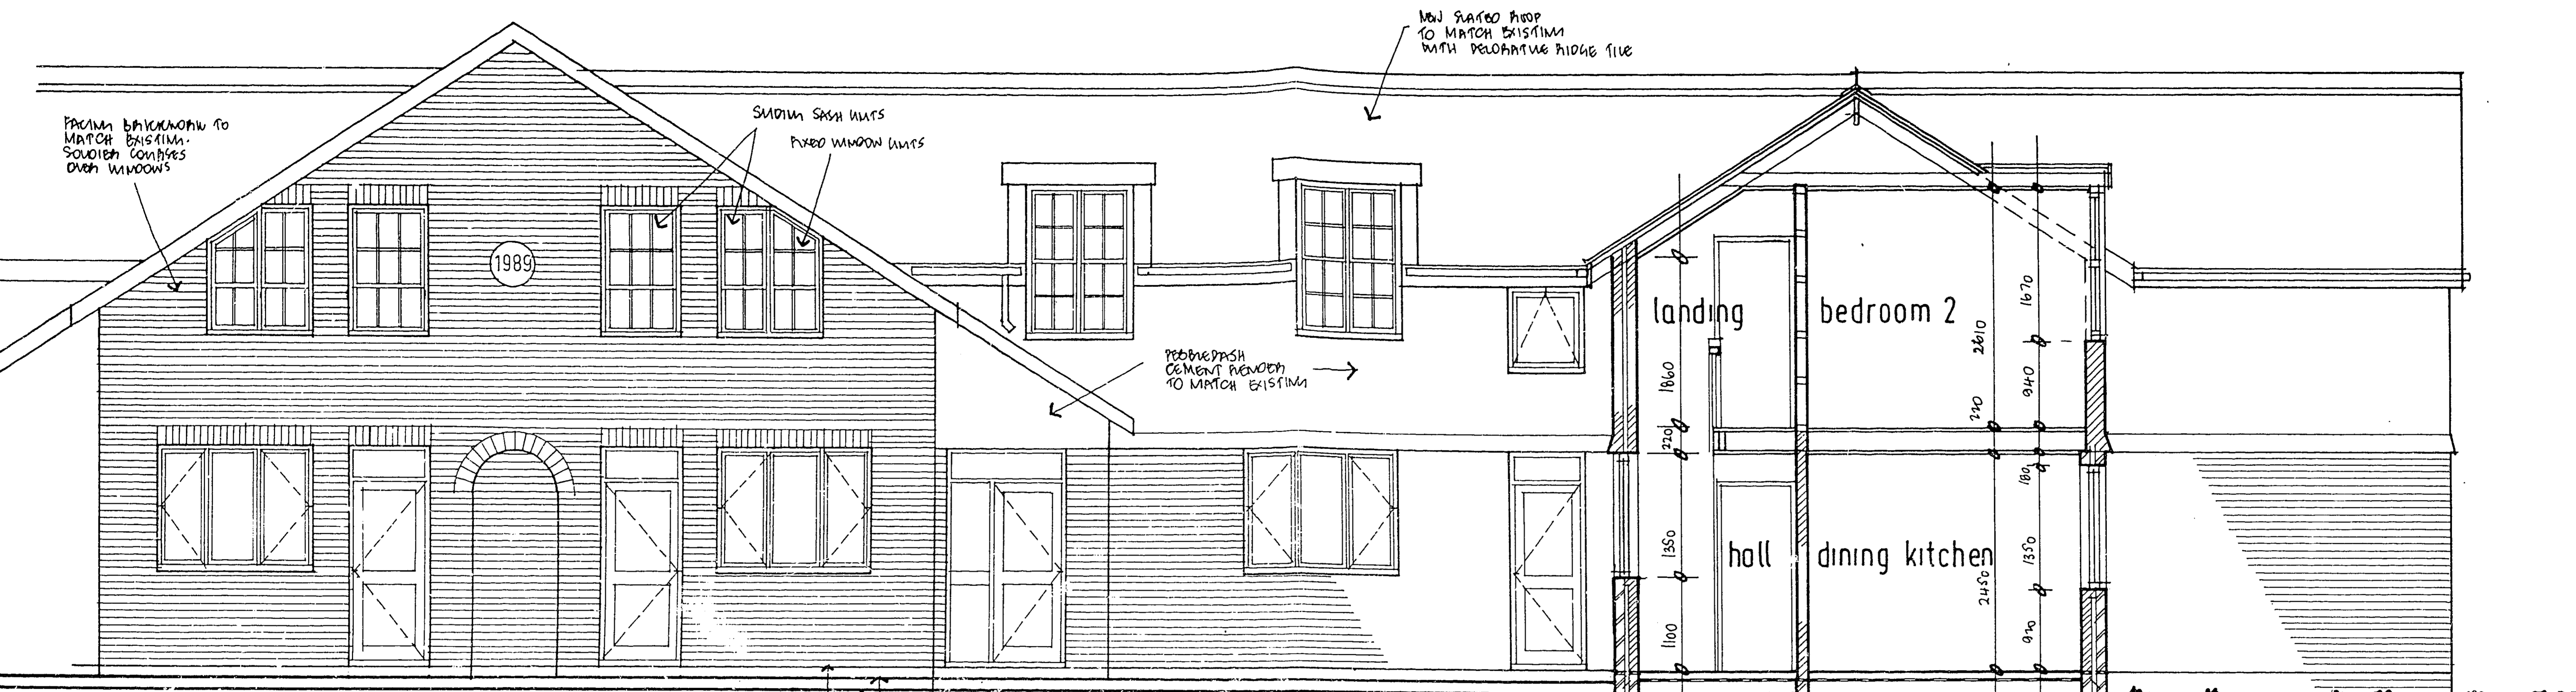 NEW SLATED ROOF
TO MATCH EXISTING
WITH DECORATIVE RIDGE TILE
FACING BRICKWORK TO
MATCH EXISTING.
SOLDIER COURSES
OVER WINDOWS
SLIDING SASH UNITS
FIXED WINDOW UNITS
1989
PEBBLEDASH
CEMENT RENDER
TO MATCH EXISTING
landing
bedroom 2
1670
2610
1860
940
220
220
180
hall
dining kitchen
1350
1350
2450
1100
920